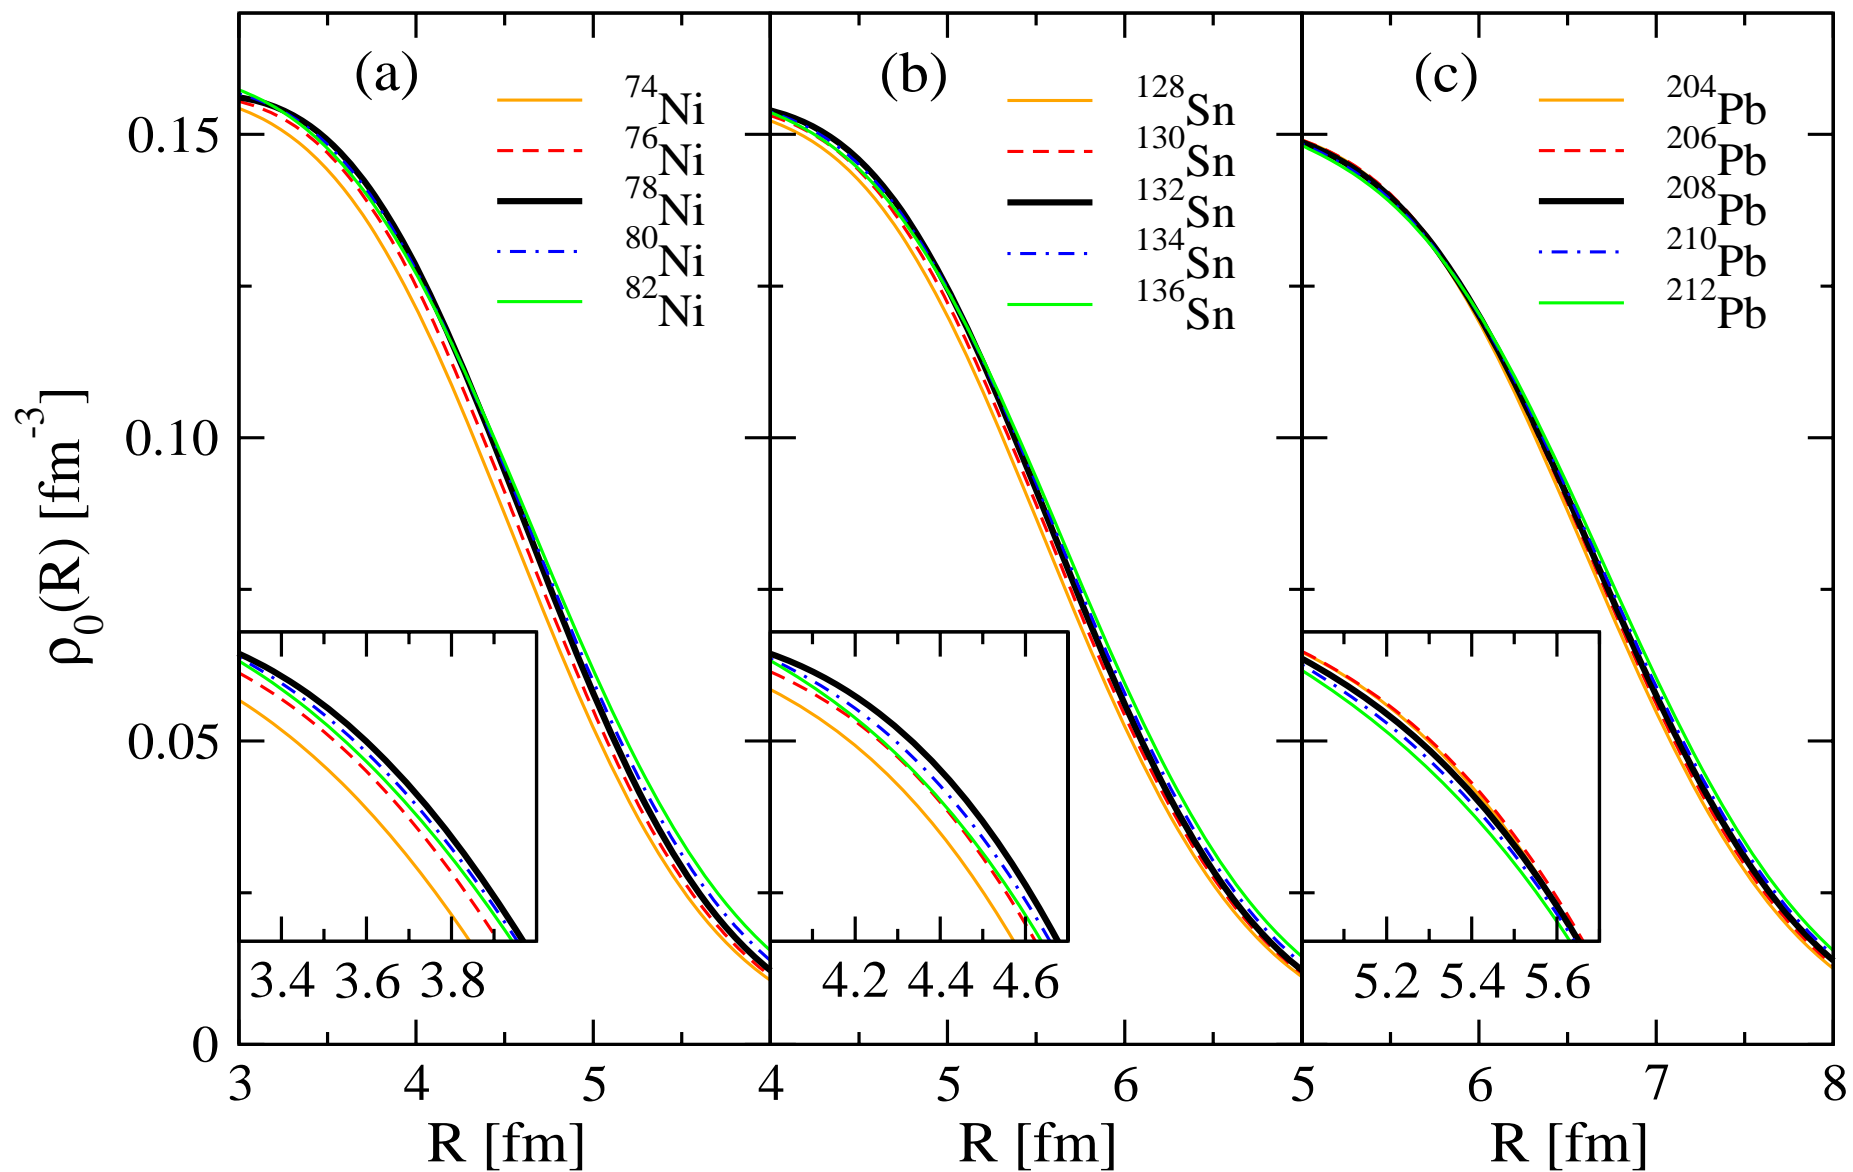 (a)
74Ni
76Ni
78Ni
80Ni
82Ni
(b)
128Sn
130Sn
132Sn
134Sn
136Sn
(c)
204Pb
206Pb
208Pb
210Pb
212Pb
ρ0(R) [fm-3]
0.15
0.10
0.05
0
3.4 3.6 3.8
4.2 4.4 4.6
5.2 5.4 5.6
3 4 5 4 5 6 5 6 7 8
R [fm] R [fm] R [fm]